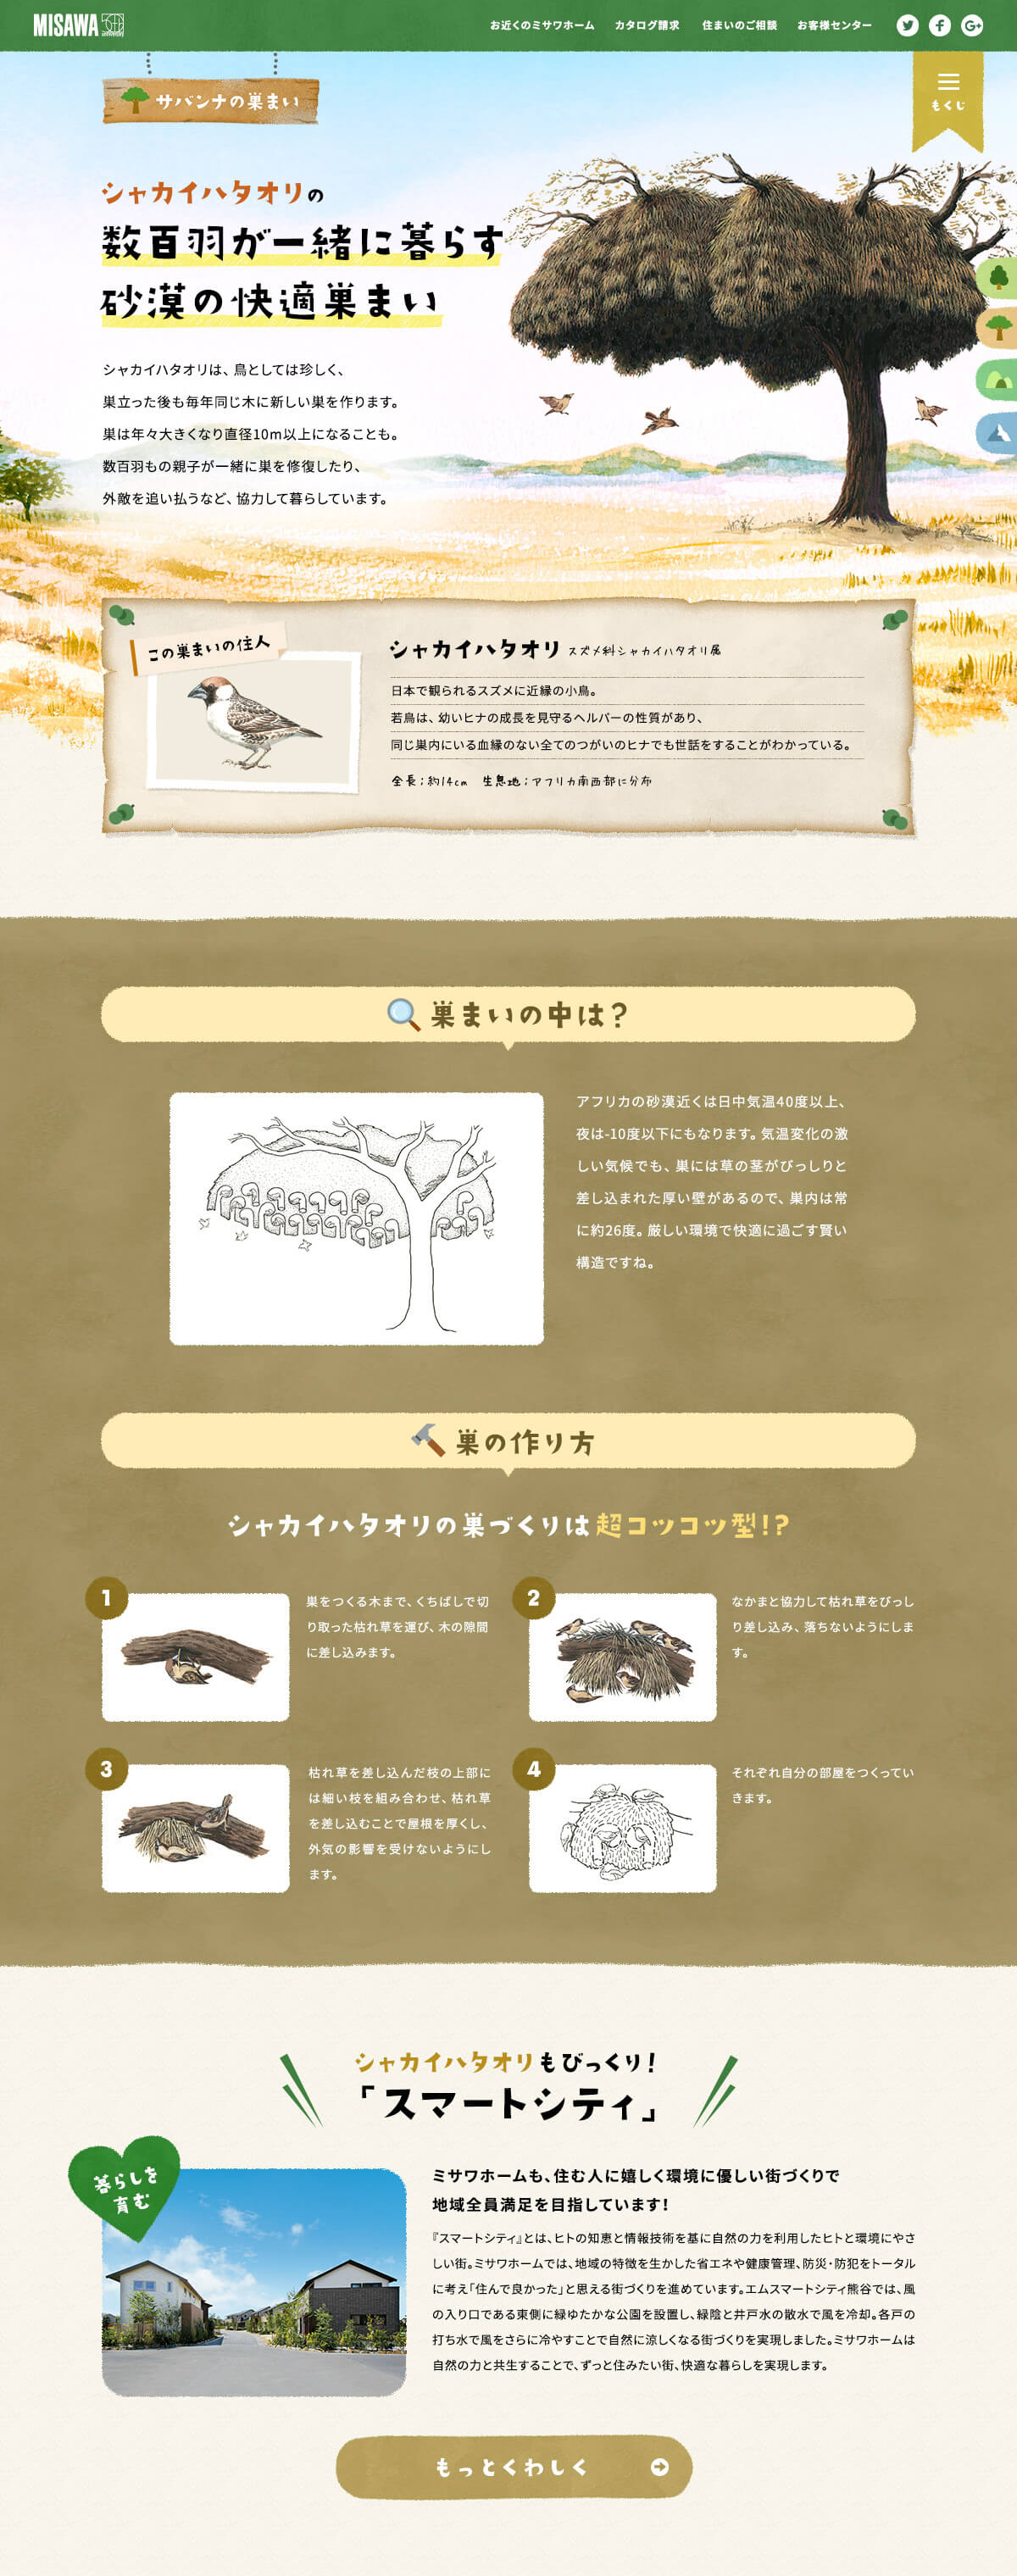 MISAWA
お近くのミサワホーム カタログ請求 住まいのご相談 お客様センター
もくじ
サバンナの巣まい
シャカイハタオリの
数百羽が一緒に暮らす
砂漠の快適巣まい
シャカイハタオリは、鳥としては珍しく、
巣立った後も毎年同じ木に新しい巣を作ります。
巣は年々大きくなり直径10m以上になることも。
数百羽もの親子が一緒に巣を修復したり、
外敵を追い払うなど、協力して暮らしています。
この巣まいの住人
シャカイハタオリ スズメ科シャカイハタオリ属
日本で観られるスズメに近縁の小鳥。
若鳥は、幼いヒナの成長を見守るヘルパーの性質があり、
同じ巣内にいる血縁のない全てのつがいのヒナでも世話をすることがわかっている。
全長：約14cm 生息地：アフリカ南西部に分布
巣まいの中は？
アフリカの砂漠近くは日中気温40度以上、
夜は-10度以下にもなります。気温変化の激
しい気候でも、巣には草の茎がびっしりと
差し込まれた厚い壁があるので、巣内は常
に約26度。厳しい環境で快適に過ごす賢い
構造ですね。
巣の作り方
シャカイハタオリの巣づくりは超コツコツ型！？
1
巣をつくる木まで、くちばしで切
り取った枯れ草を運び、木の隙間
に差し込みます。
2
なかまと協力して枯れ草をびっし
り差し込み、落ちないようにしま
す。
3
枯れ草を差し込んだ枝の上部に
は細い枝を組み合わせ、枯れ草
を差し込むことで屋根を厚くし、
外気の影響を受けないようにし
ます。
4
それぞれ自分の部屋をつくってい
きます。
シャカイハタオリもびっくり！
「スマートシティ」
暮らしを
育む
ミサワホームも、住む人に嬉しく環境に優しい街づくりで
地域全員満足を目指しています！
『スマートシティ』とは、ヒトの知恵と情報技術を基に自然の力を利用したヒトと環境にやさ
しい街。ミサワホームでは、地域の特徴を生かした省エネや健康管理、防災・防犯をトータル
に考え「住んで良かった」と思える街づくりを進めています。エムスマートシティ熊谷では、風
の入り口である東側に緑ゆたかな公園を設置し、緑陰と井戸水の散水で風を冷却。各戸の
打ち水で風をさらに冷やすことで自然に涼しくなる街づくりを実現しました。ミサワホームは
自然の力と共生することで、ずっと住みたい街、快適な暮らしを実現します。
もっとくわしく